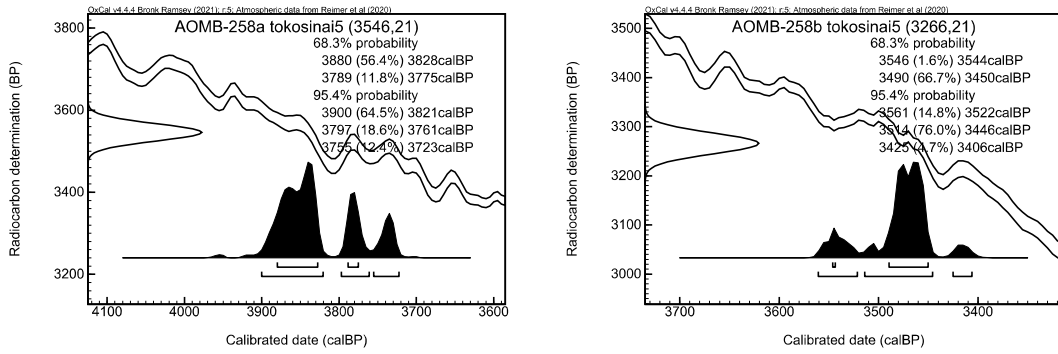 OxCal v4.4.4 Bronk Ramsey (2021); r:5; Atmospheric data from Reimer et al (2020)
AOMB-258a tokosinai5 (3546,21)
68.3% probability
3880 (56.4%) 3828calBP
3789 (11.8%) 3775calBP
95.4% probability
3900 (64.5%) 3821calBP
3797 (18.6%) 3761calBP
3755 (12.4%) 3723calBP
Radiocarbon determination (BP)
3800
3600
3400
3200
4100 4000 3900 3800 3700 3600
Calibrated date (calBP)
OxCal v4.4.4 Bronk Ramsey (2021); r:5; Atmospheric data from Reimer et al (2020)
AOMB-258b tokosinai5 (3266,21)
68.3% probability
3546 (1.6%) 3544calBP
3490 (66.7%) 3450calBP
95.4% probability
3561 (14.8%) 3522calBP
3514 (76.0%) 3446calBP
3425 (4.7%) 3406calBP
Radiocarbon determination (BP)
3500
3400
3300
3200
3100
3000
3700 3600 3500 3400
Calibrated date (calBP)